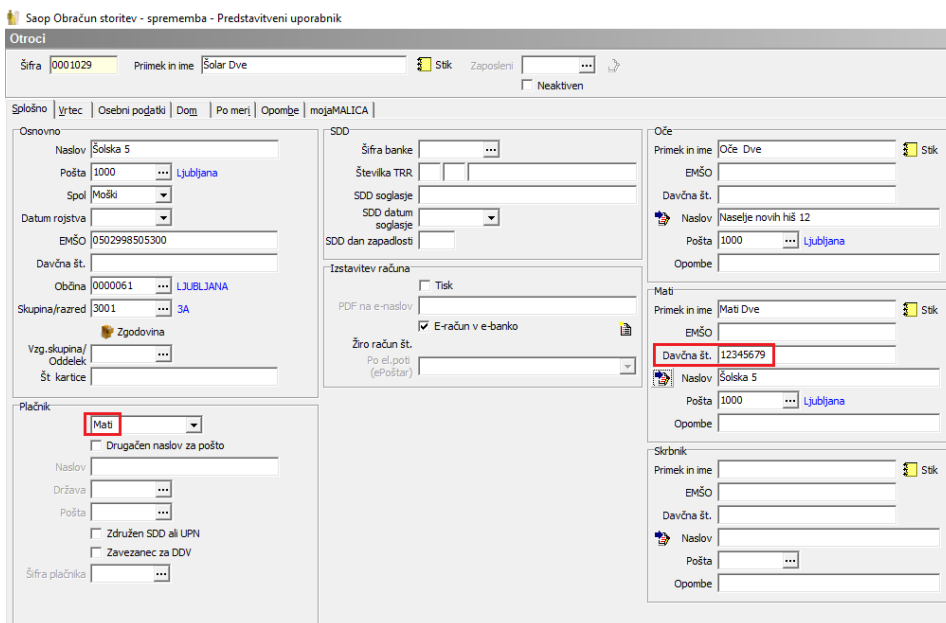 Saop Obračun storitev - sprememba - Predstavitveni uporabnik
Otroci
Šifra 0001029 Priimek in ime Šolar Dve Stik Zaposleni ...
Neaktiven
Splošno Vrtec Osebni podatki Dom Po meri Opombe mojaMALICA
Osnovno
Naslov Šolska 5
Pošta 1000 ... Ljubljana
Spol Moški
Datum rojstva
EMŠO 0502998505300
Davčna št.
Občina 0000061 ... LJUBLJANA
Skupina/razred 3001 ... 3A
Zgodovina
Vzg.skupina/
Oddelek ...
Št kartice
Plačnik
Mati
Drugačen naslov za pošto
Naslov
Država ...
Pošta ...
Združen SDD ali UPN
Zavezanec za DDV
Šifra plačnika ...
SDD
Šifra banke ...
Številka TRR
SDD soglasje
SDD datum
soglasje
SDD dan zapadlosti
Izstavitev računa
Tisk
PDF na e-naslov
E-račun v e-banko
Žiro račun št.
Po el.poti
(ePoštar)
Oče
Primek in ime Oče Dve Stik
EMŠO
Davčna št.
Naslov Naselje novih hiš 12
Pošta 1000 ... Ljubljana
Opombe
Mati
Primek in ime Mati Dve Stik
EMŠO
Davčna št. 12345679
Naslov Šolska 5
Pošta 1000 ... Ljubljana
Opombe
Skrbnik
Primek in ime Stik
EMŠO
Davčna št.
Naslov
Pošta ...
Opombe